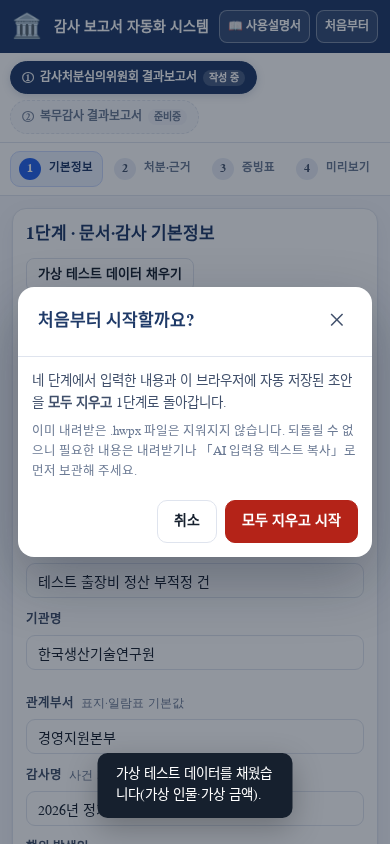 🏛️ 감사 보고서 자동화 시스템 📖 사용설명서 처음부터
① 감사처분심의위원회 결과보고서 작성 중
② 복무감사 결과보고서 준비중
1 기본정보 2 처분·근거 3 증빙표 4 미리보기
1단계 · 문서·감사 기본정보
가상 테스트 데이터 채우기
처음부터 시작할까요? ×
네 단계에서 입력한 내용과 이 브라우저에 자동 저장된 초안
을 모두 지우고 1단계로 돌아갑니다.
이미 내려받은 .hwpx 파일은 지워지지 않습니다. 되돌릴 수 없
으니 필요한 내용은 내려받기나 「AI 입력용 텍스트 복사」로
먼저 보관해 주세요.
취소 모두 지우고 시작
테스트 출장비 정산 부적정 건
기관명
한국생산기술연구원
관계부서 표지·일람표 기본값
경영지원본부
감사명 사건
2026년 정
가상 테스트 데이터를 채웠습
니다(가상 인물·가상 금액).